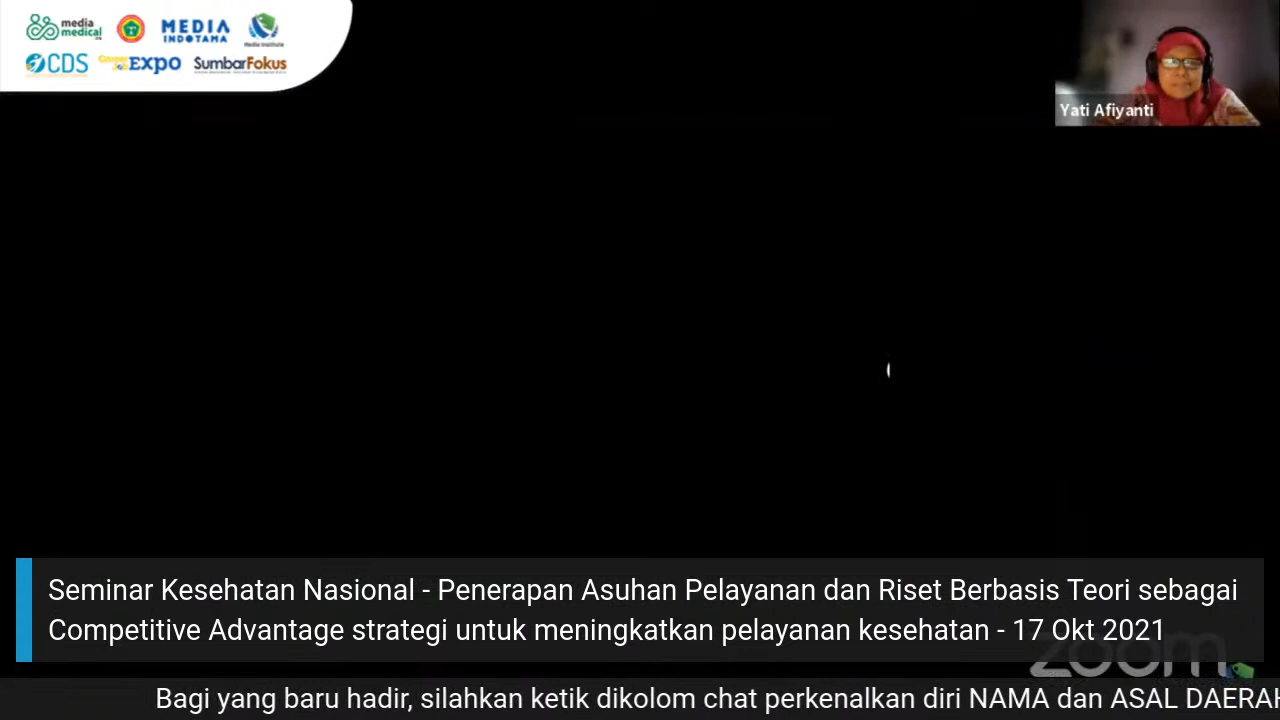 media
medical
MEDIA
INDOTAMA
Media Institute
CDS
Expo
SumbarFokus
Yati Afiyanti
Seminar Kesehatan Nasional - Penerapan Asuhan Pelayanan dan Riset Berbasis Teori sebagai
Competitive Advantage strategi untuk meningkatkan pelayanan kesehatan - 17 Okt 2021
zoom
Bagi yang baru hadir, silahkan ketik dikolom chat perkenalkan diri NAMA dan ASAL DAERAH